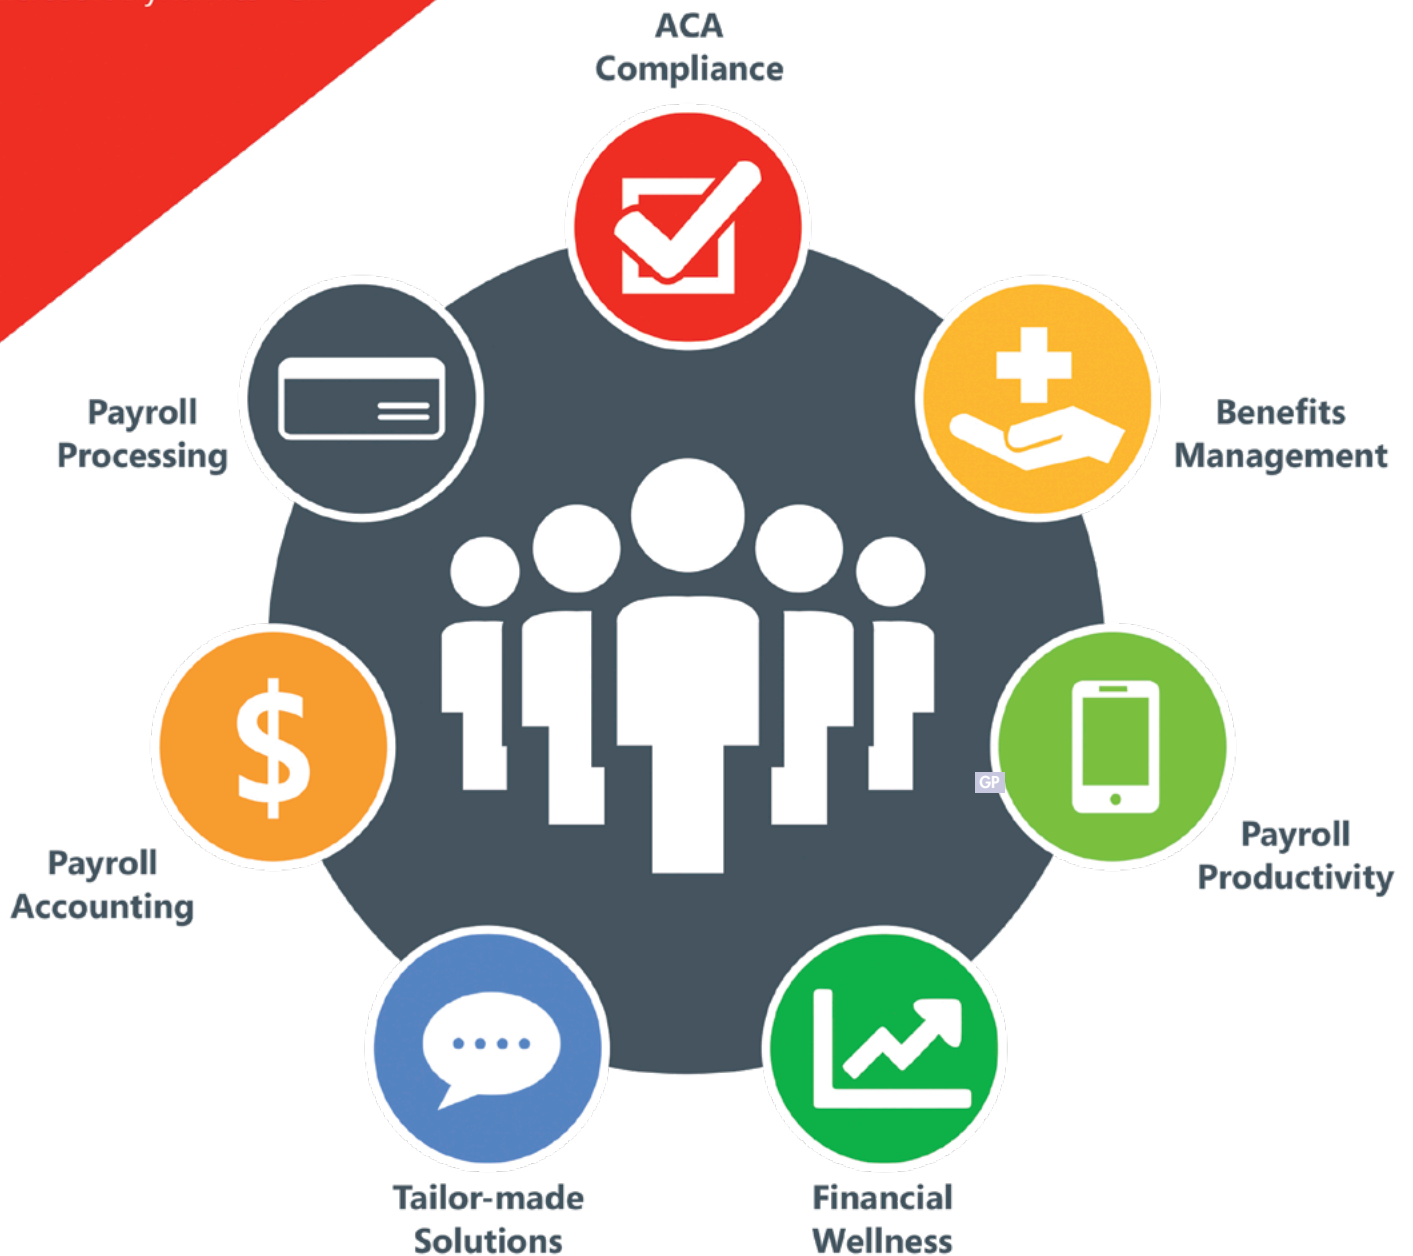 ACA
Compliance
Benefits
Management
Payroll
Processing
$
GP
Payroll
Productivity
Payroll
Accounting
Tailor-made
Solutions
Financial
Wellness